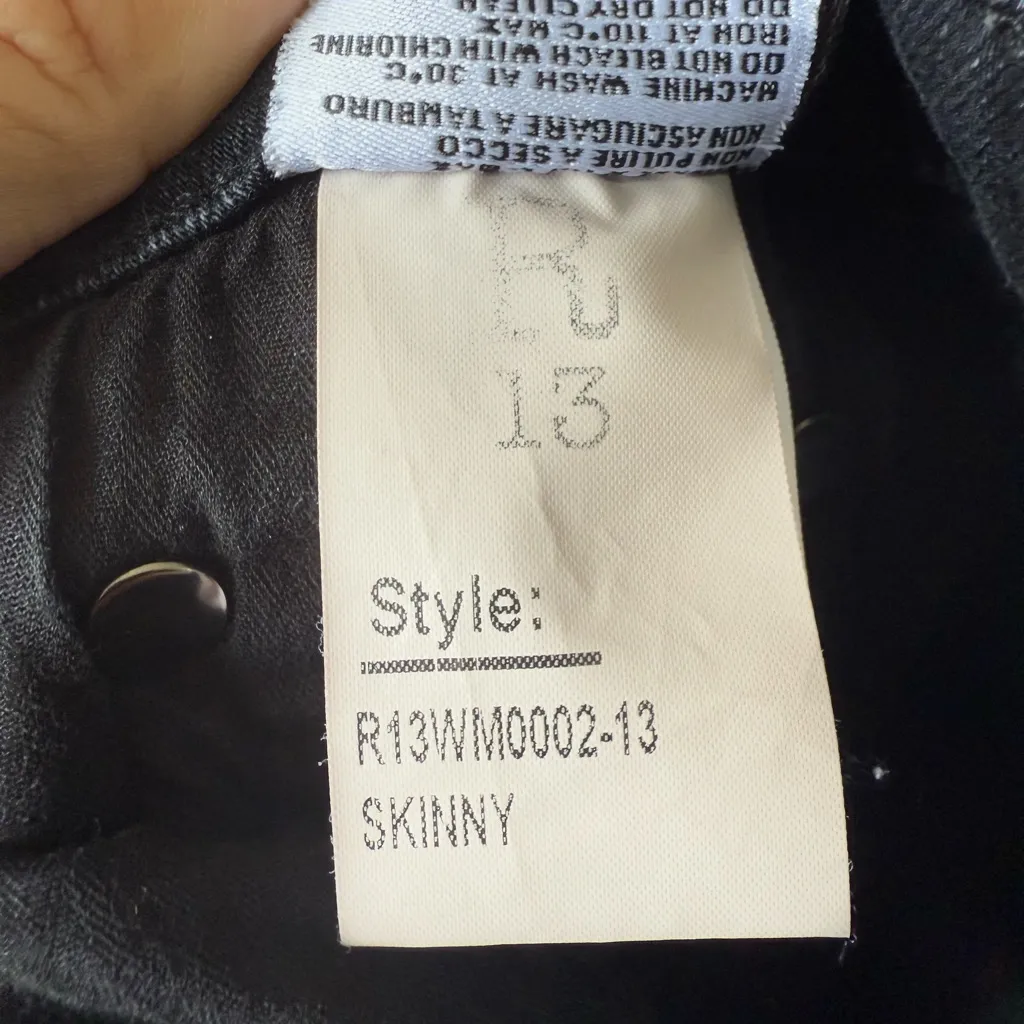 NON PULIRE A SECCO
NON ASCIUGARE A TAMBURO
MACHINE WASH AT 30°C
DO NOT BLEACH WITH CHLORINE
IRON AT 110°C MAX
DO NOT DRY CLEAN
R
13
Style:
R13WM0002-13
SKINNY